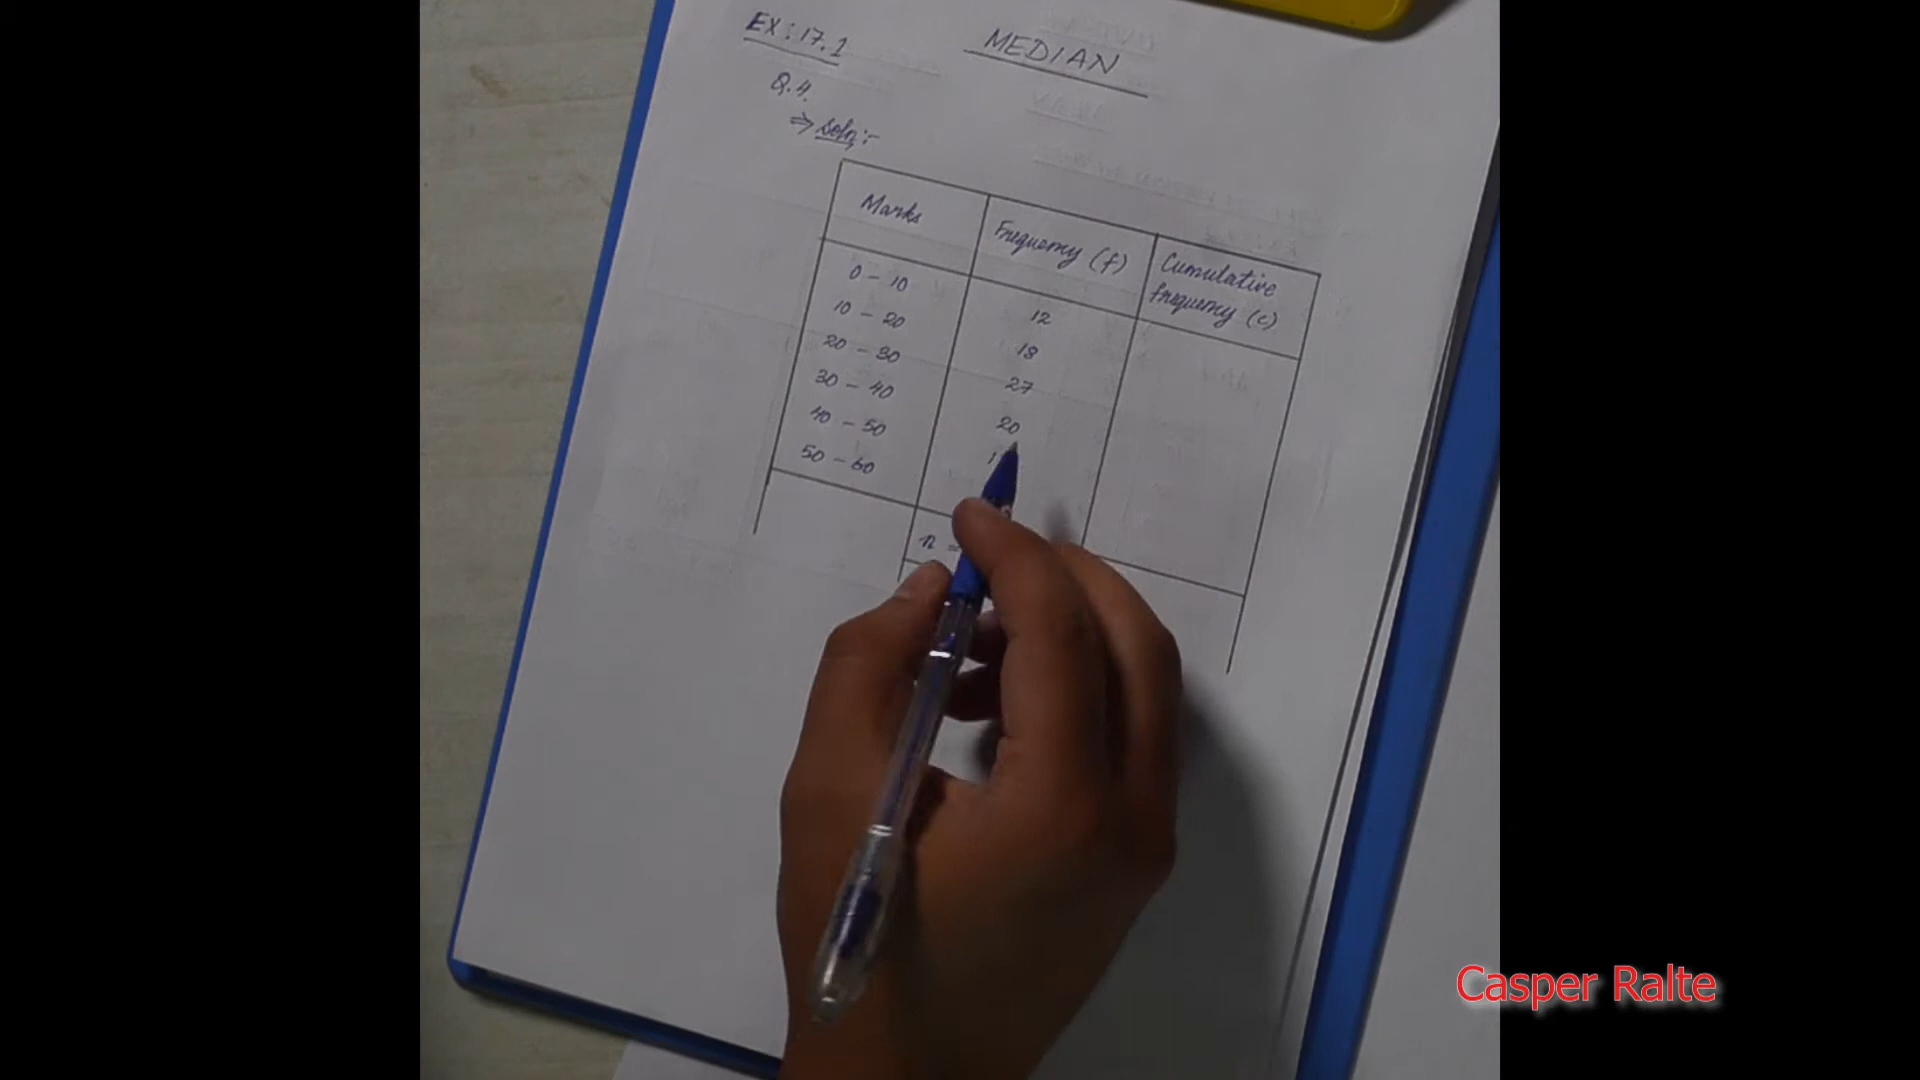 EX : 17.1
MEDIAN
Q.4.
⇒ Soln :-
Marks
Frequency (f)
Cumulative
frequency (c)
0 - 10
12
10 - 20
18
20 - 30
27
30 - 40
20
40 - 50
50 - 60
n =
Casper Ralte